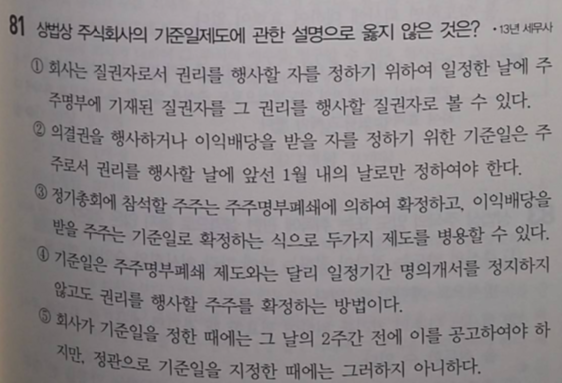 81 상법상 주식회사의 기준일제도에 관한 설명으로 옳지 않은 것은? •13년 세무사
① 회사는 질권자로서 권리를 행사할 자를 정하기 위하여 일정한 날에 주
주명부에 기재된 질권자를 그 권리를 행사할 질권자로 볼 수 있다.
② 의결권을 행사하거나 이익배당을 받을 자를 정하기 위한 기준일은 주
주로서 권리를 행사할 날에 앞선 1월 내의 날로만 정하여야 한다.
③ 정기총회에 참석할 주주는 주주명부폐쇄에 의하여 확정하고, 이익배당을
받을 주주는 기준일로 확정하는 식으로 두가지 제도를 병용할 수 있다.
④ 기준일은 주주명부폐쇄 제도와는 달리 일정기간 명의개서를 정지하지
않고도 권리를 행사할 주주를 확정하는 방법이다.
⑤ 회사가 기준일을 정한 때에는 그 날의 2주간 전에 이를 공고하여야 하
지만, 정관으로 기준일을 지정한 때에는 그러하지 아니하다.